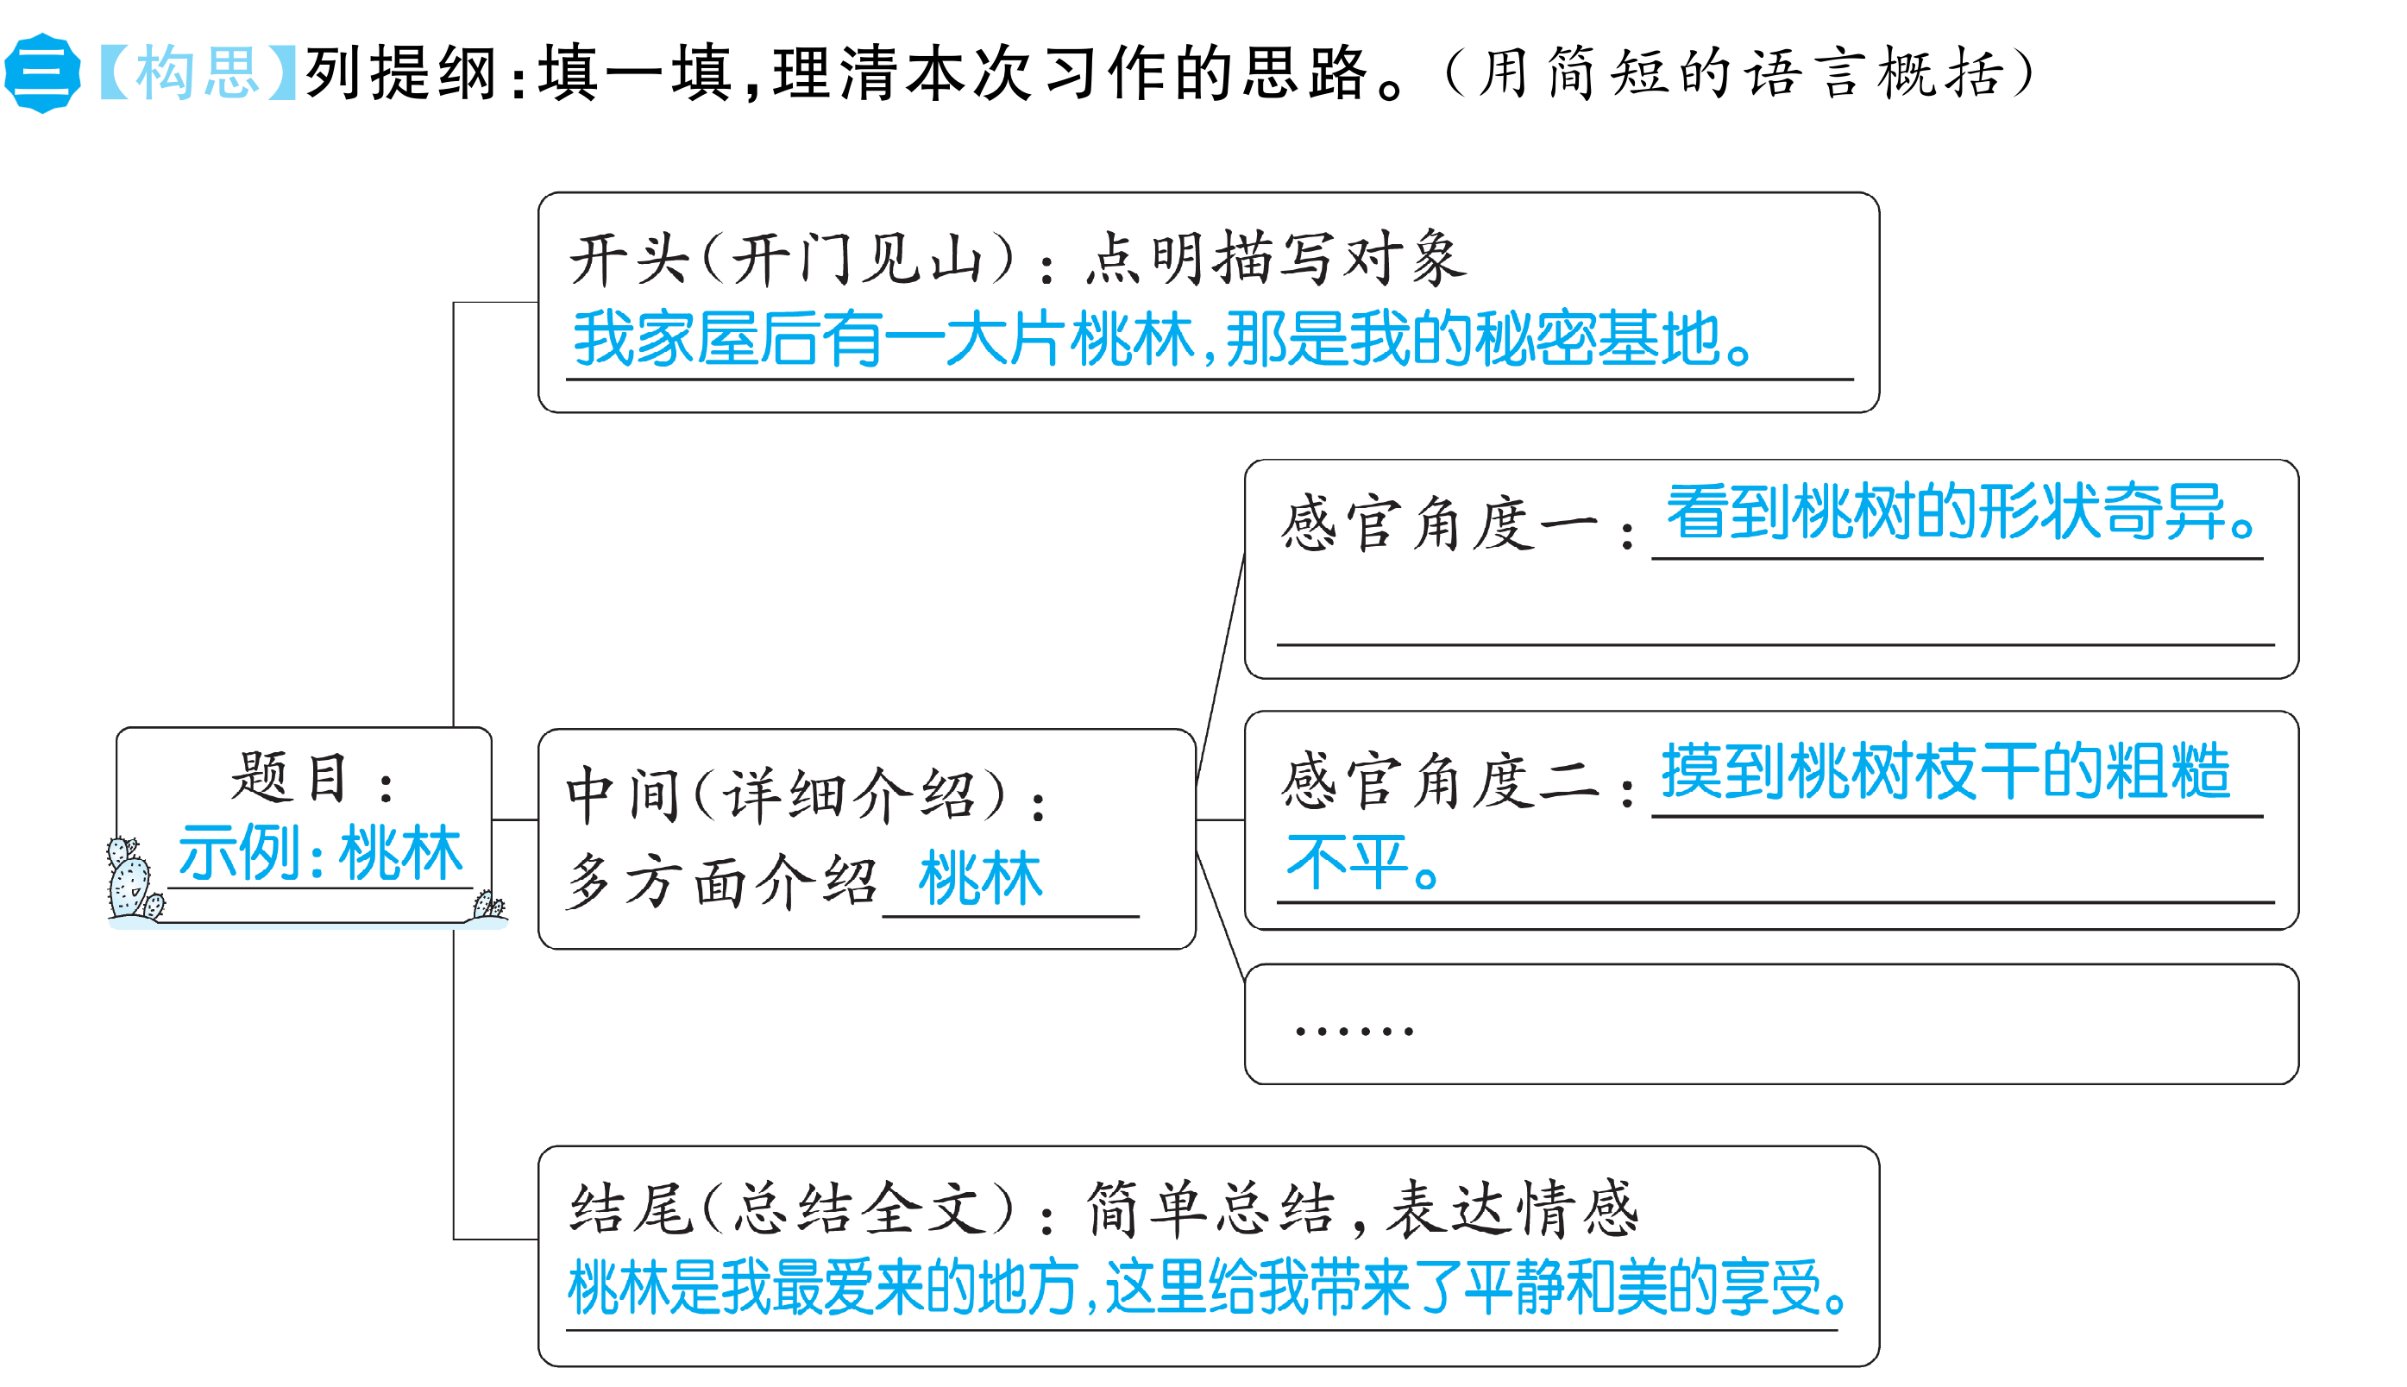 三【构思】列提纲:填一填,理清本次习作的思路。(用简短的语言概括)
开头(开门见山):点明描写对象
我家屋后有一大片桃林,那是我的秘密基地。
感官角度一:看到桃树的形状奇异。
题目:
示例:桃林
中间(详细介绍):
多方面介绍 桃林
感官角度二:摸到桃树枝干的粗糙
不平。
……
结尾(总结全文):简单总结,表达情感
桃林是我最爱来的地方,这里给我带来了平静和美的享受。